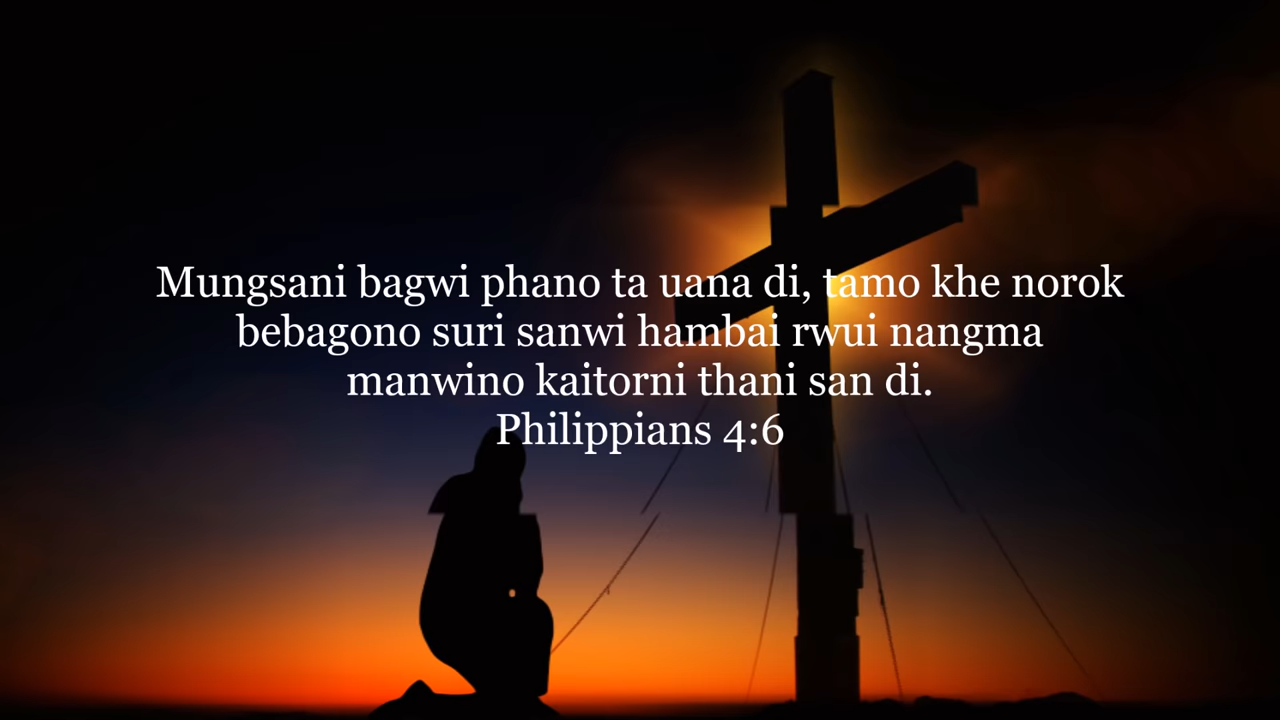 Mungsani bagwi phano ta uana di, tamo khe norok
bebagono suri sanwi hambai rwui nangma
manwino kaitorni thani san di.
Philippians 4:6